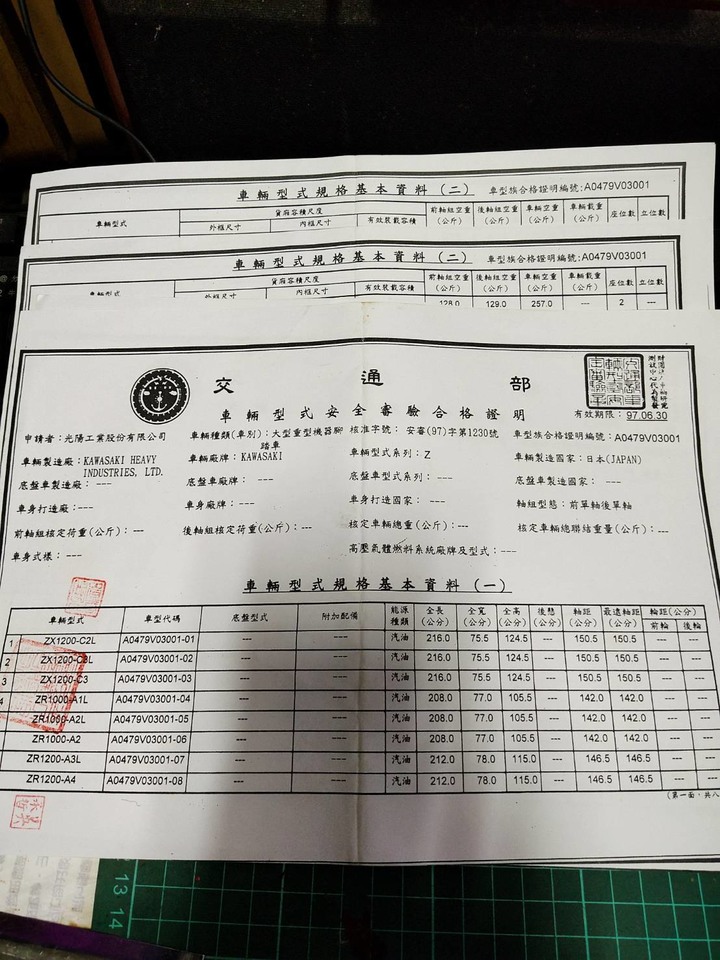 車輛型式規格基本資料(二) 車型族合格證明編號:A0479V03001
車輛型式 貨廂容積尺度 前軸組空重(公斤) 後軸組空重(公斤) 車輛空重(公斤) 車輛載重(公斤) 座位數 立位數
外框尺寸 內框尺寸 有效裝載容積
車輛型式規格基本資料(二) 車型族合格證明編號:A0479V03001
車輛型式 貨廂容積尺度 前軸組空重(公斤) 後軸組空重(公斤) 車輛空重(公斤) 車輛載重(公斤) 座位數 立位數
外框尺寸 內框尺寸 有效裝載容積
128.0 129.0 257.0 --- 2 ---
交通部
車輛型式安全審驗合格證明
有效期限:97.06.30
申請者:光陽工業股份有限公司 車輛種類(車別):大型重型機器腳踏車 核准字號:安審(97)字第1230號 車型族合格證明編號:A0479V03001
車輛製造廠:KAWASAKI HEAVY INDUSTRIES, LTD. 車輛廠牌:KAWASAKI 車輛型式系列:Z 車輛製造國家:日本(JAPAN)
底盤車製造廠:--- 底盤車廠牌: --- 底盤車型式系列:--- 底盤車製造國家: ---
車身打造廠:--- 車身廠牌:--- 車身打造國家: --- 軸組型態:前單軸後單軸
前軸組核定荷重(公斤):--- 後軸組核定荷重(公斤):--- 核定車輛總重(公斤):--- 核定車輛總聯結重量(公斤):---
車身式樣:--- 高壓氣體燃料系統廠牌及型式:---
車輛型式規格基本資料(一)
車輛型式 車型代碼 底盤型式 附加配備 能源種類 全長(公分) 全寬(公分) 全高(公分) 後懸(公分) 軸距(公分) 最遠軸距(公分) 輪距(公分)
前輪 後輪
1 ZX1200-C2L A0479V03001-01 --- --- 汽油 216.0 75.5 124.5 --- 150.5 150.5 --- ---
2 ZX1200-C3L A0479V03001-02 --- --- 汽油 216.0 75.5 124.5 --- 150.5 150.5 --- ---
3 ZX1200-C3 A0479V03001-03 --- --- 汽油 216.0 75.5 124.5 --- 150.5 150.5 --- ---
4 ZR1000-A1L A0479V03001-04 --- --- 汽油 208.0 77.0 105.5 --- 142.0 142.0 --- ---
ZR1000-A2L A0479V03001-05 --- --- 汽油 208.0 77.0 105.5 --- 142.0 142.0 --- ---
ZR1000-A2 A0479V03001-06 --- --- 汽油 208.0 77.0 105.5 --- 142.0 142.0 --- ---
ZR1200-A3L A0479V03001-07 --- --- 汽油 212.0 78.0 115.0 --- 146.5 146.5 --- ---
ZR1200-A4 A0479V03001-08 --- --- 汽油 212.0 78.0 115.0 --- 146.5 146.5 --- ---
(第一面,共八
13
14